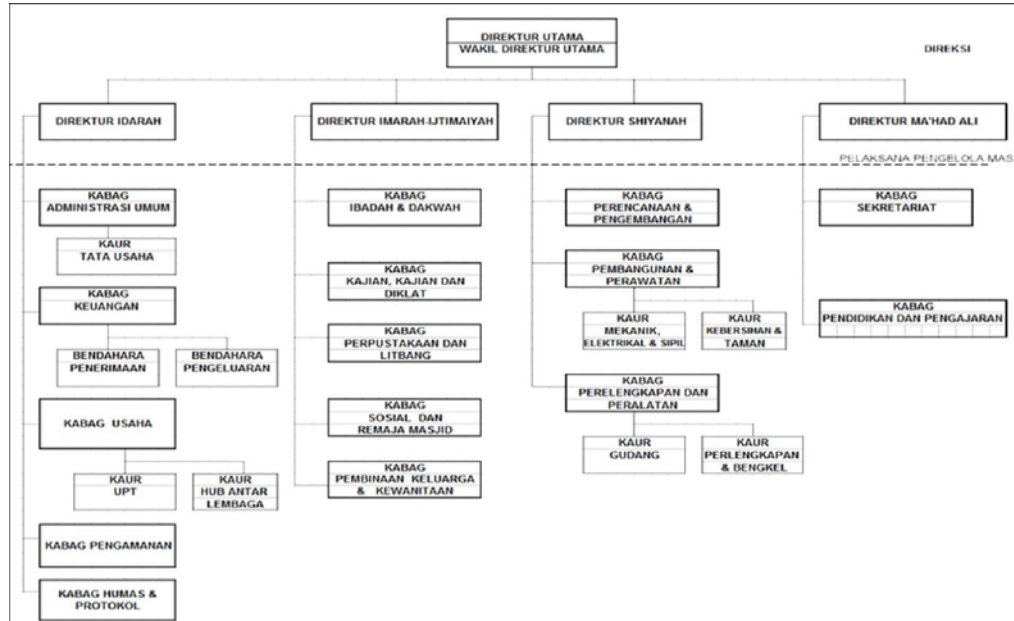 DIREKTUR UTAMA
WAKIL DIREKTUR UTAMA
DIREKSI
DIREKTUR IDARAH
DIREKTUR IMARAH-IJTIMAIYAH
DIREKTUR SHIYANAH
DIREKTUR MA'HAD ALI
PELAKSANA PENGELOLA MAS
KABAG
ADMINISTRASI UMUM
KAUR
TATA USAHA
KABAG
KEUANGAN
BENDAHARA
PENERIMAAN
BENDAHARA
PENGELUARAN
KABAG USAHA
KAUR
UPT
KAUR
HUB ANTAR
LEMBAGA
KABAG PENGAMANAN
KABAG HUMAS &
PROTOKOL
KABAG
IBADAH & DAKWAH
KABAG
KAJIAN, KAJIAN DAN
DIKLAT
KABAG
PERPUSTAKAAN DAN
LITBANG
KABAG
SOSIAL DAN
REMAJA MASJID
KABAG
PEMBINAAN KELUARGA
& KEWANITAAN
KABAG
PERENCANAAN &
PENGEMBANGAN
KABAG
PEMBANGUNAN &
PERAWATAN
KAUR
MEKANIK,
ELEKTRIKAL & SIPIL
KAUR
KEBERSIHAN &
TAMAN
KABAG
PERELENGKAPAN DAN
PERALATAN
KAUR
GUDANG
KAUR
PERLENGKAPAN
& BENGKEL
KABAG
SEKRETARIAT
KABAG
PENDIDIKAN DAN PENGAJARAN